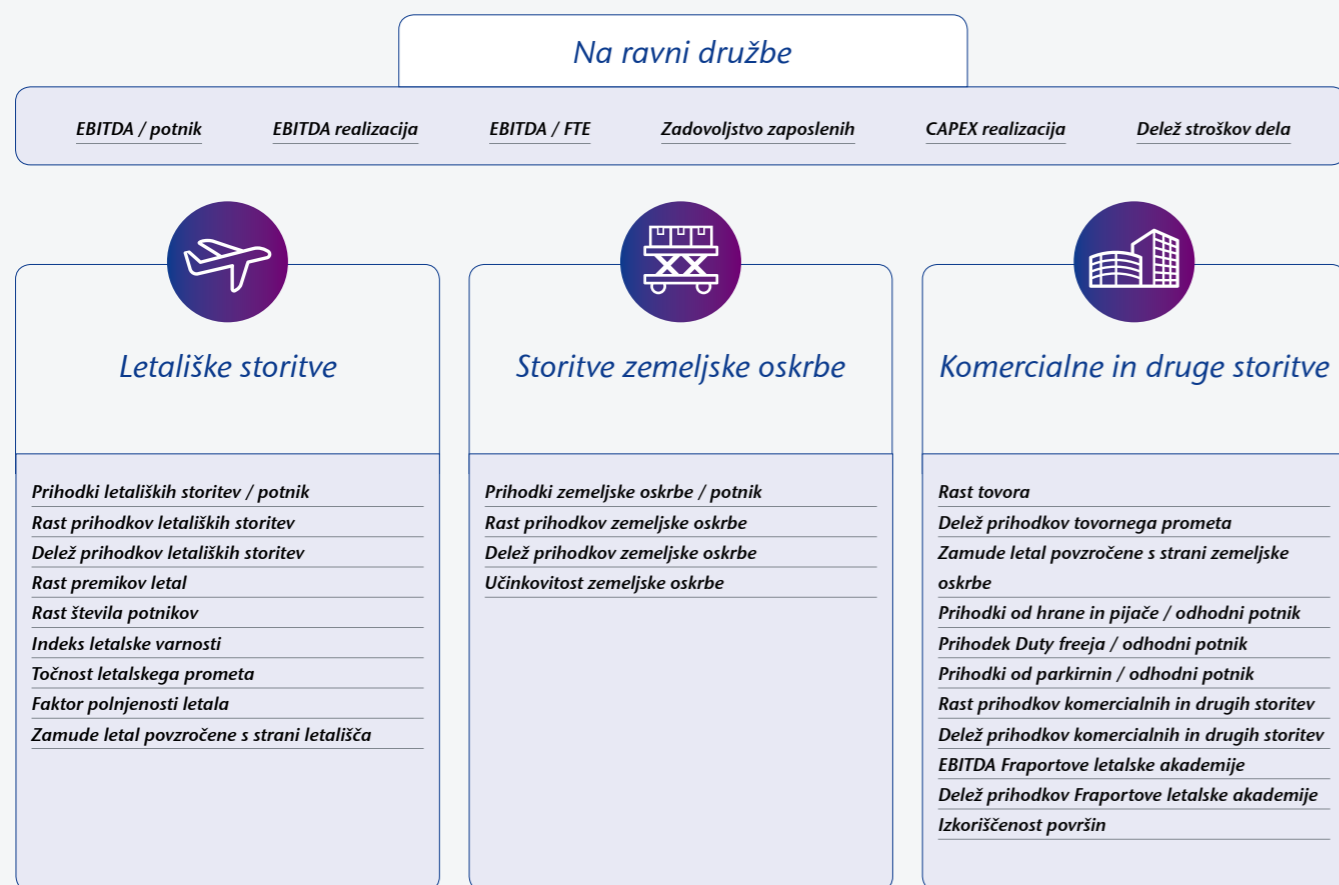 Na ravni družbe
EBITDA / potnik
EBITDA realizacija
EBITDA / FTE
Zadovoljstvo zaposlenih
CAPEX realizacija
Delež stroškov dela
Letališke storitve
Prihodki letaliških storitev / potnik
Rast prihodkov letaliških storitev
Delež prihodkov letaliških storitev
Rast premikov letal
Rast števila potnikov
Indeks letalske varnosti
Točnost letalskega prometa
Faktor polnjenosti letala
Zamude letal povzročene s strani letališča
Storitve zemeljske oskrbe
Prihodki zemeljske oskrbe / potnik
Rast prihodkov zemeljske oskrbe
Delež prihodkov zemeljske oskrbe
Učinkovitost zemeljske oskrbe
Komercialne in druge storitve
Rast tovora
Delež prihodkov tovornega prometa
Zamude letal povzročene s strani zemeljske
oskrbe
Prihodki od hrane in pijače / odhodni potnik
Prihodek Duty freeja / odhodni potnik
Prihodki od parkirnin / odhodni potnik
Rast prihodkov komercialnih in drugih storitev
Delež prihodkov komercialnih in drugih storitev
EBITDA Fraportove letalske akademije
Delež prihodkov Fraportove letalske akademije
Izkoriščenost površin